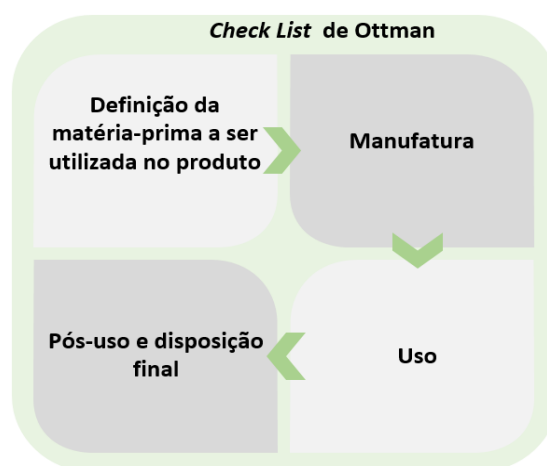 Check List de Ottman
Definição da
matéria-prima a ser
utilizada no produto
Manufatura
Uso
Pós-uso e disposição
final